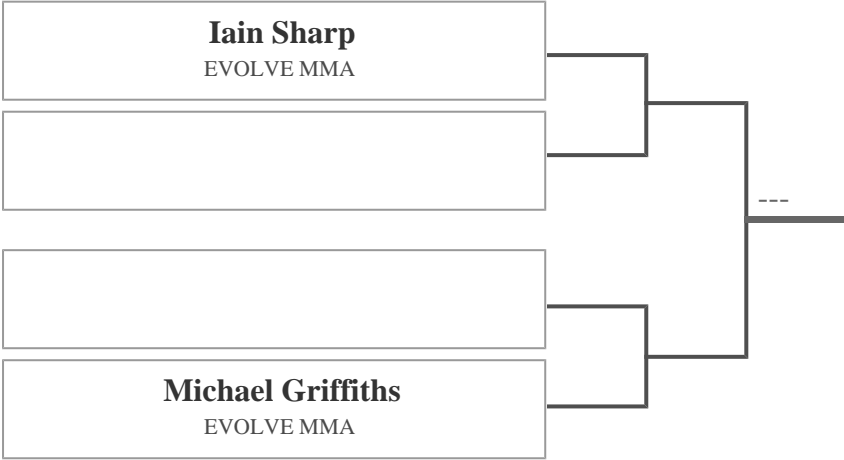 Iain Sharp
EVOLVE MMA
---
Michael Griffiths
EVOLVE MMA